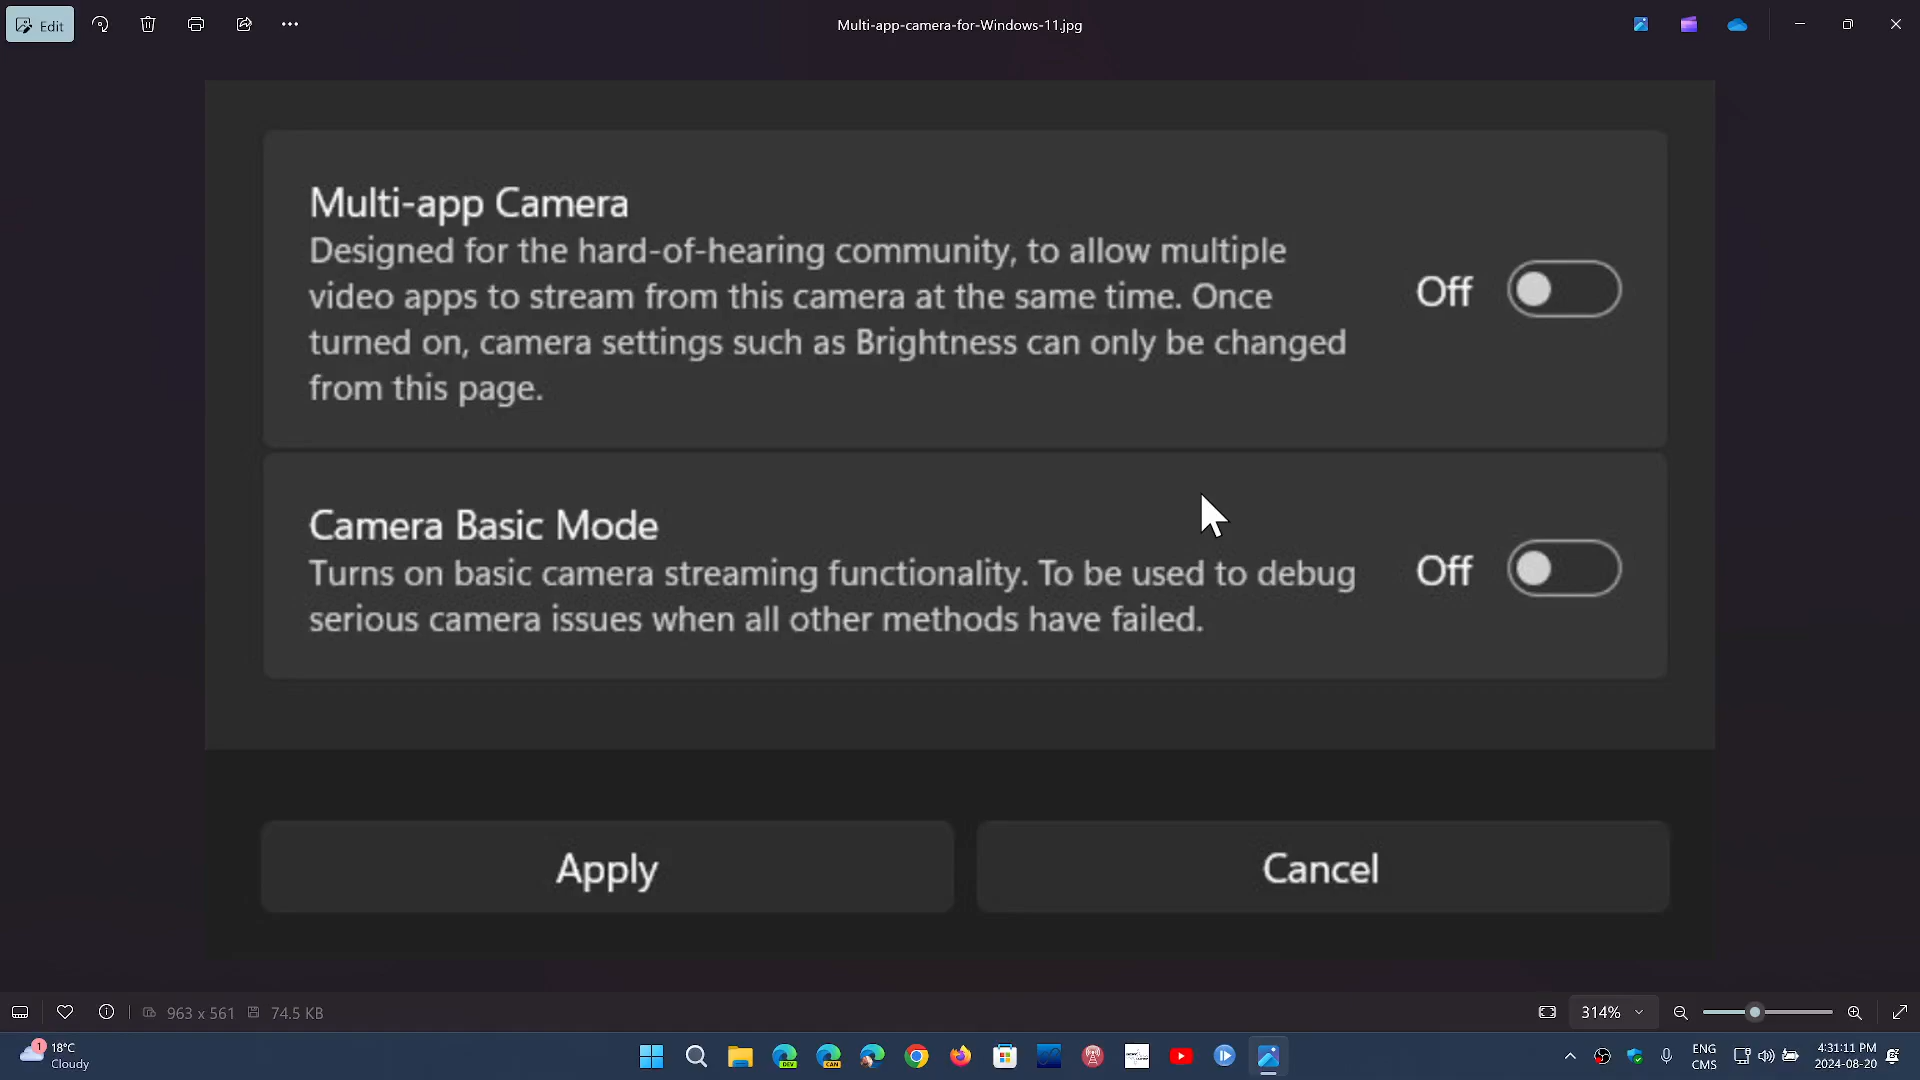 Edit
Multi-app-camera-for-Windows-11.jpg
Multi-app Camera
Designed for the hard-of-hearing community, to allow multiple
video apps to stream from this camera at the same time. Once
turned on, camera settings such as Brightness can only be changed
from this page.
Off
Camera Basic Mode
Turns on basic camera streaming functionality. To be used to debug
serious camera issues when all other methods have failed.
Off
Apply
Cancel
963 x 561
74.5 KB
314%
1
18°C
Cloudy
DEV
CAN
ENG
CMS
4:31:11 PM
2024-08-20